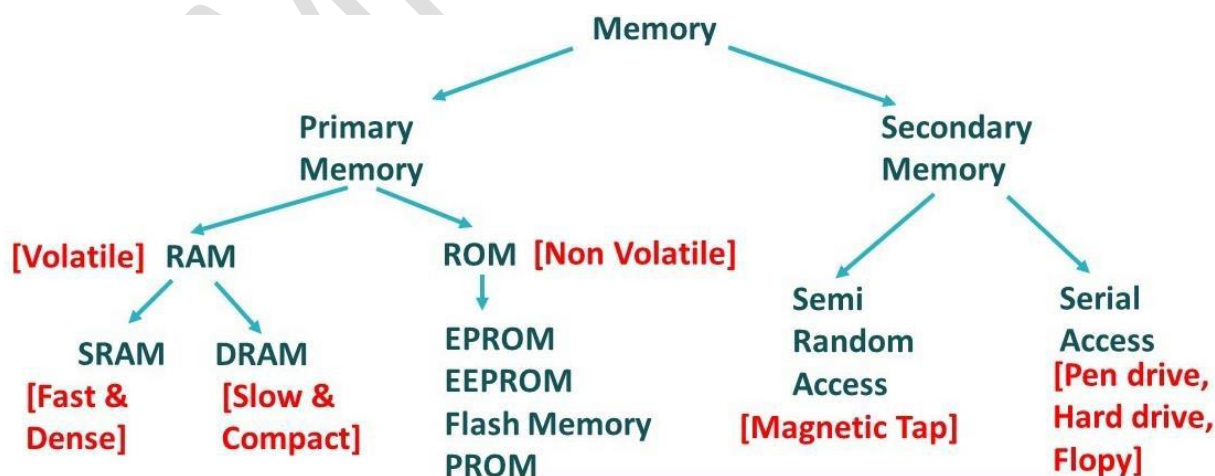 Memory
Primary
Memory
Secondary
Memory
[Volatile] RAM
ROM [Non Volatile]
SRAM
[Fast &
Dense]
DRAM
[Slow &
Compact]
EPROM
EEPROM
Flash Memory
PROM
Semi
Random
Access
[Magnetic Tap]
Serial
Access
[Pen drive,
Hard drive,
Flopy]